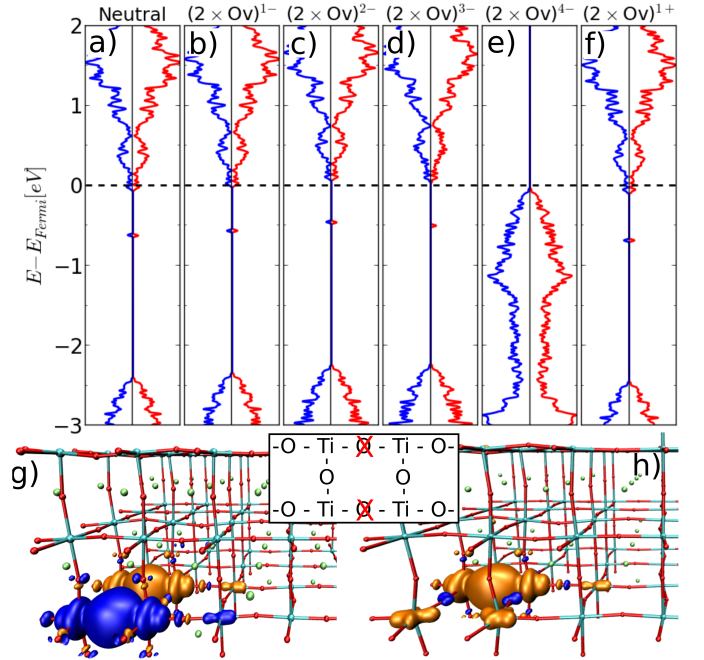 Neutral (2 × Ov)¹⁻ (2 × Ov)²⁻ (2 × Ov)³⁻ (2 × Ov)⁴⁻ (2 × Ov)¹⁺
a) b) c) d) e) f)
2
1
0
−1
−2
−3
E−E_Fermi[eV]
g)
h)
-O - Ti - O - Ti - O-
O O
-O - Ti - O - Ti - O-